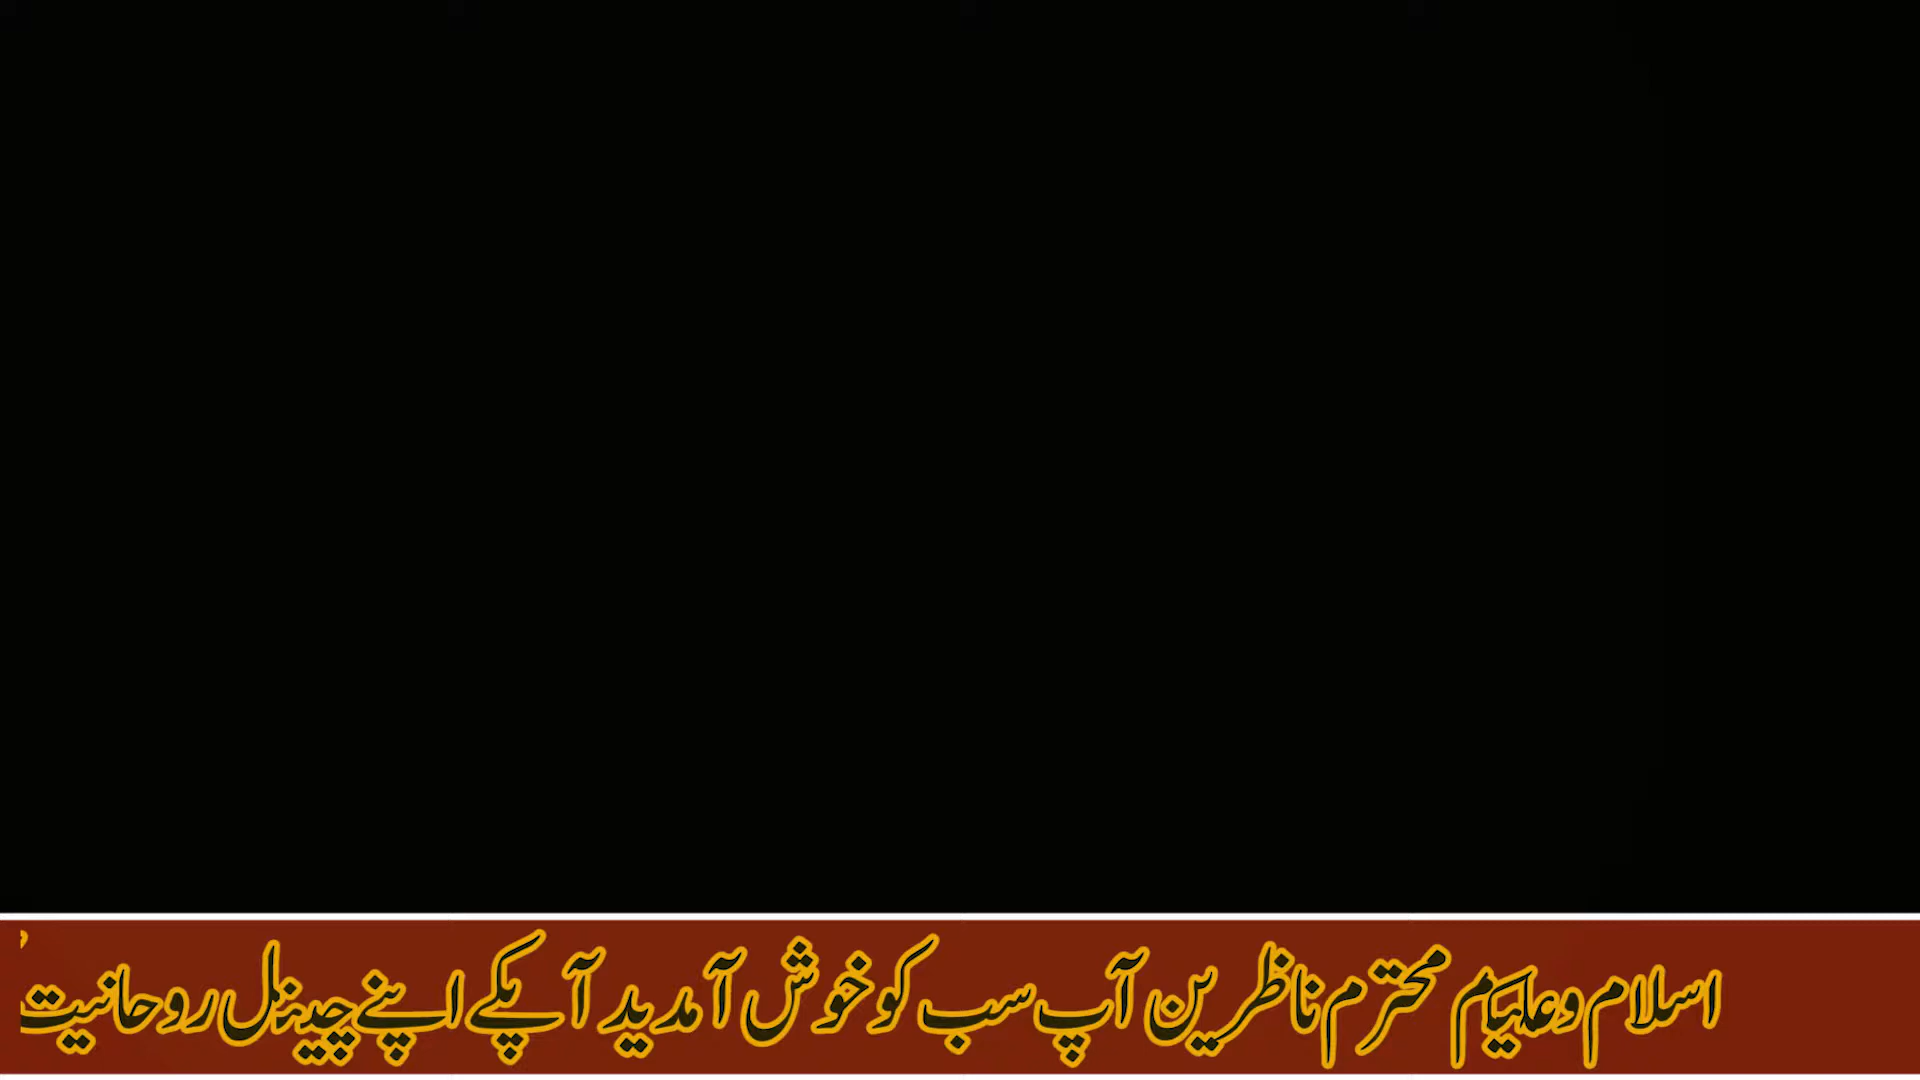 اسلام وعلیکم محترم ناظرین آپ سب کو خوش آمدید آپکے اپنے چینل روحانیت